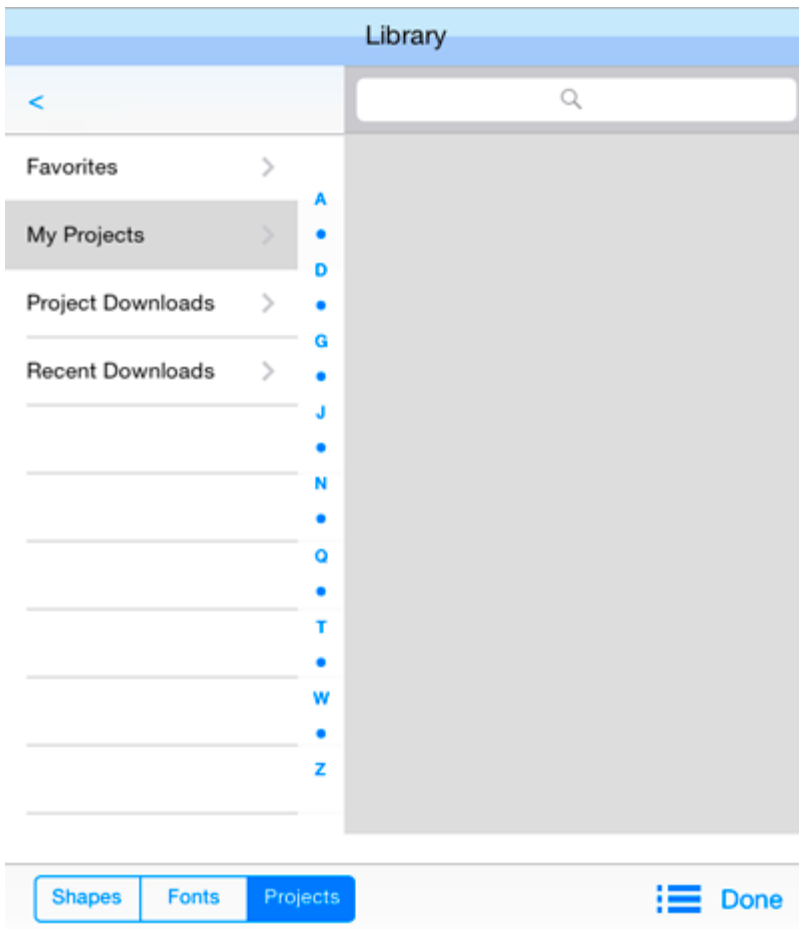 Library
<
Favorites
My Projects
Project Downloads
Recent Downloads
A
D
G
J
N
Q
T
W
Z
Shapes Fonts Projects Done